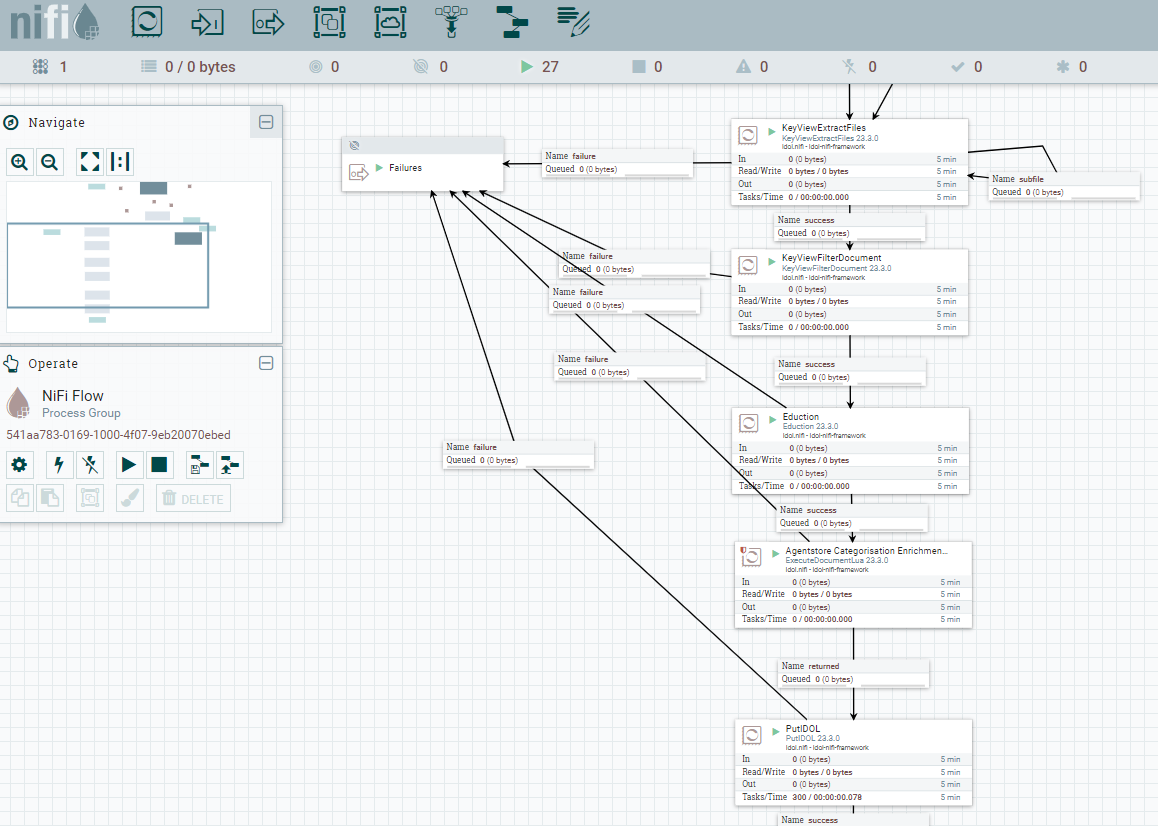 nifi
1
0 / 0 bytes
0
0
27
0
0
0
0
0
Navigate
Operate
NiFi Flow
Process Group
541aa783-0169-1000-4f07-9eb20070ebed
DELETE
Failures
Name failure
Queued 0 (0 bytes)
KeyViewExtractFiles
KeyViewExtractFiles 23.3.0
idol.nifi - idol-nifi-framework
In 0 (0 bytes) 5 min
Read/Write 0 bytes / 0 bytes 5 min
Out 0 (0 bytes) 5 min
Tasks/Time 0 / 00:00:00.000 5 min
Name subfile
Queued 0 (0 bytes)
Name success
Queued 0 (0 bytes)
Name failure
Queued 0 (0 bytes)
KeyViewFilterDocument
KeyViewFilterDocument 23.3.0
idol.nifi - idol-nifi-framework
In 0 (0 bytes) 5 min
Read/Write 0 bytes / 0 bytes 5 min
Out 0 (0 bytes) 5 min
Tasks/Time 0 / 00:00:00.000 5 min
Name failure
Queued 0 (0 bytes)
Name failure
Queued 0 (0 bytes)
Name success
Queued 0 (0 bytes)
Eduction
Eduction 23.3.0
idol.nifi - idol-nifi-framework
In 0 (0 bytes) 5 min
Read/Write 0 bytes / 0 bytes 5 min
Out 0 (0 bytes) 5 min
Tasks/Time 0 / 00:00:00.000 5 min
Name failure
Queued 0 (0 bytes)
Name success
Queued 0 (0 bytes)
Agentstore Categorisation Enrichmen...
ExecuteDocumentLua 23.3.0
idol.nifi - idol-nifi-framework
In 0 (0 bytes) 5 min
Read/Write 0 bytes / 0 bytes 5 min
Out 0 (0 bytes) 5 min
Tasks/Time 0 / 00:00:00.000 5 min
Name returned
Queued 0 (0 bytes)
PutIDOL
PutIDOL 23.3.0
idol.nifi - idol-nifi-framework
In 0 (0 bytes) 5 min
Read/Write 0 bytes / 0 bytes 5 min
Out 0 (0 bytes) 5 min
Tasks/Time 300 / 00:00:00.078 5 min
Name success